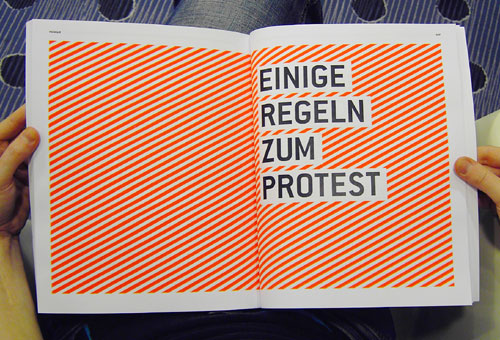 EINIGE
REGELN
ZUM
PROTEST